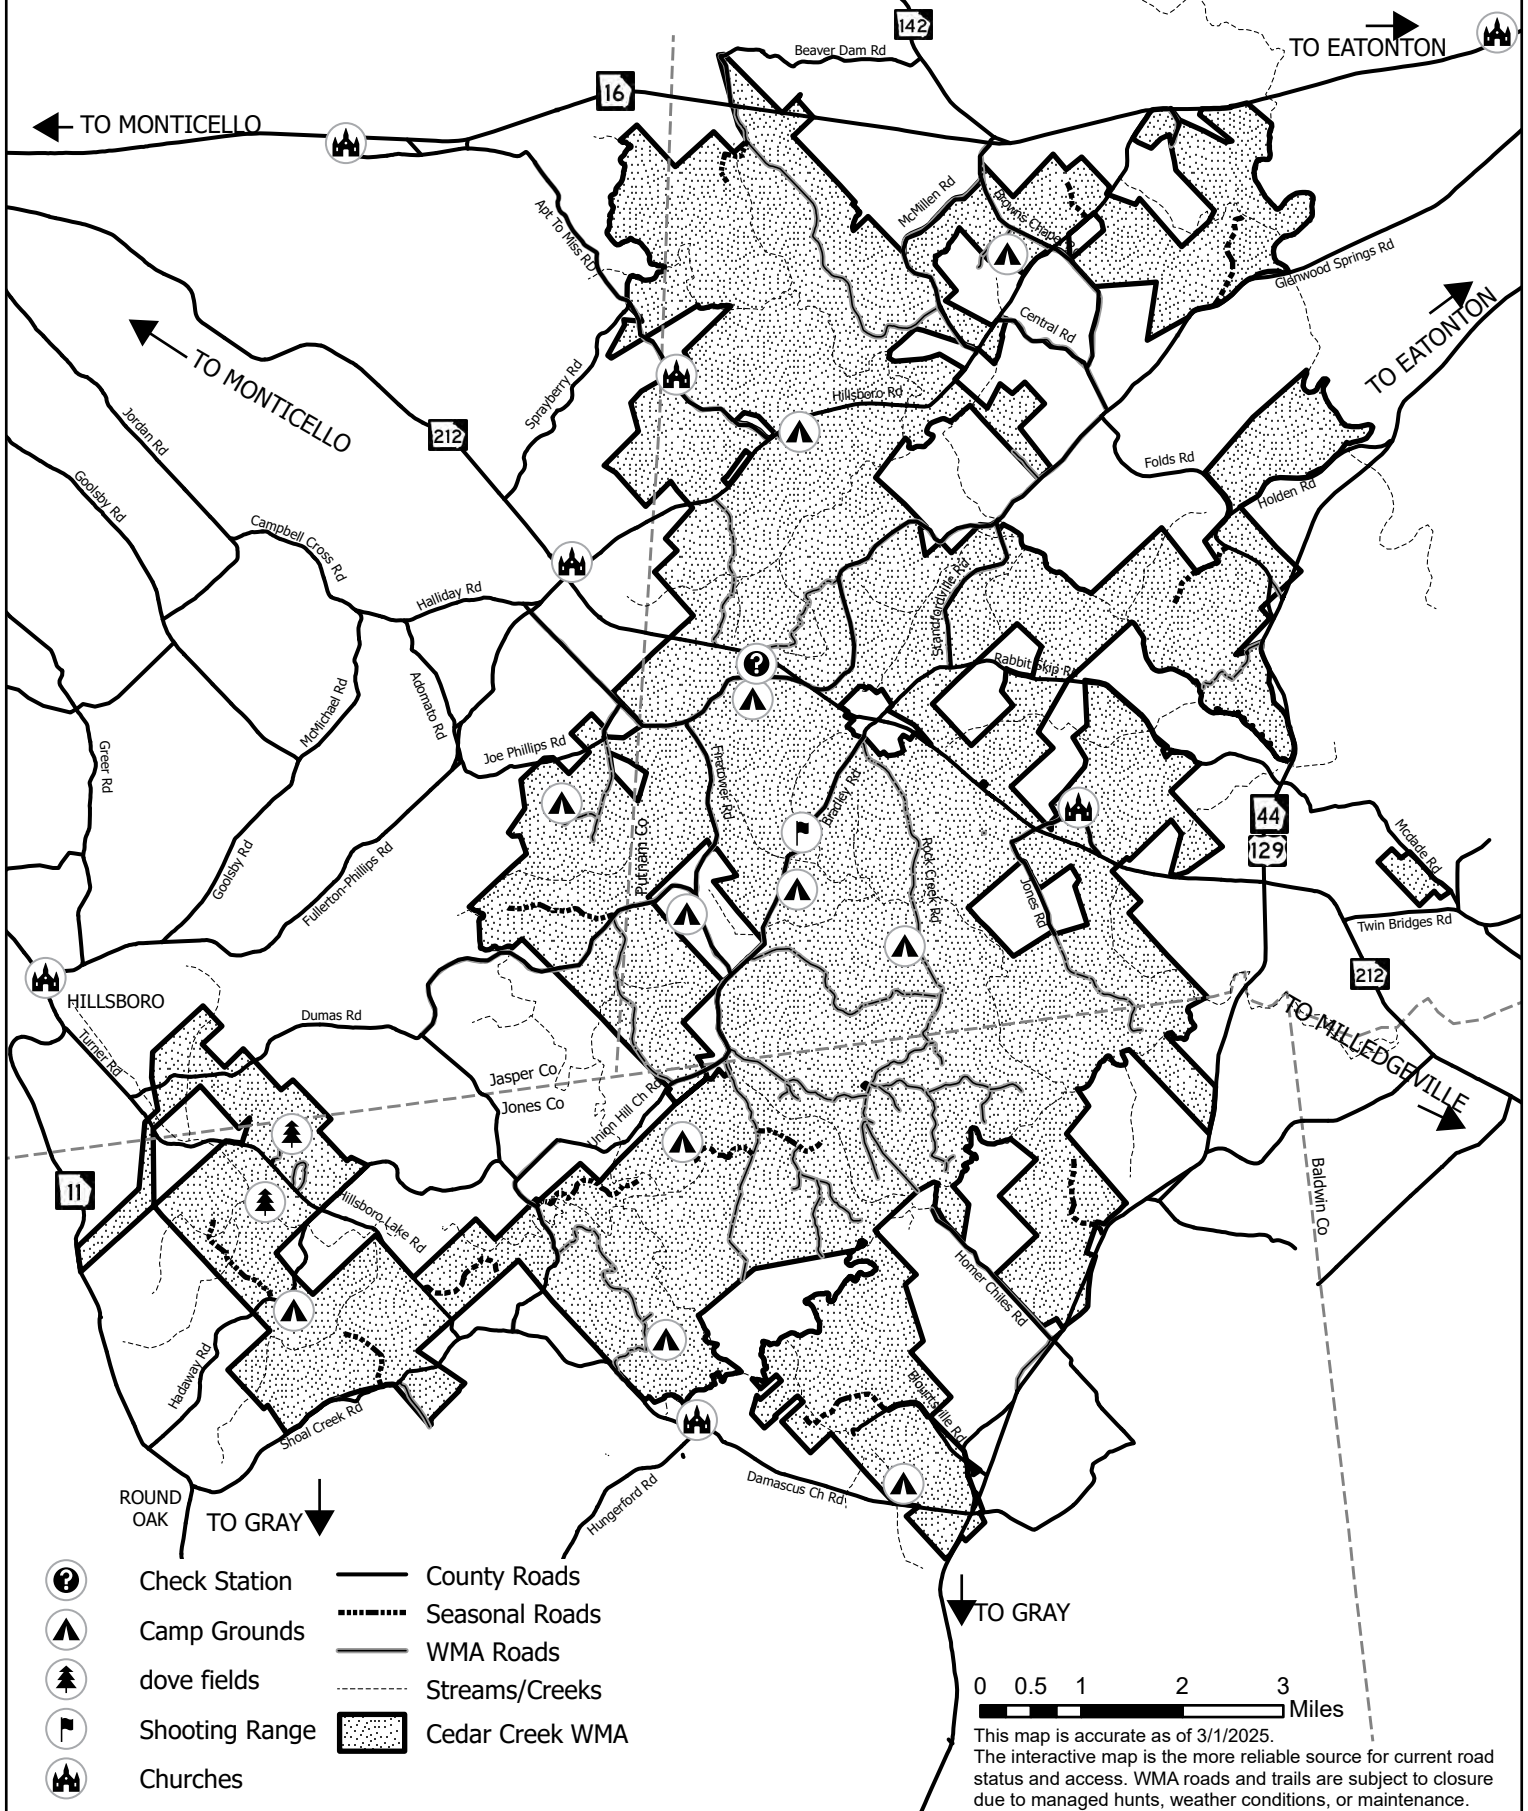 142
Beaver Dam Rd
TO EATONTON
16
TO MONTICELLO
McMillen Rd
Apt To Miss RD
Browns Chapel Rd
Glenwood Springs Rd
TO EATONTON
Central Rd
TO MONTICELLO
Sprayberry Rd
Hillsboro Rd
Jordan Rd
212
Folds Rd
Goolsby Rd
Holden Rd
Campbell Cross Rd
Halliday Rd
Standfordville Rd
Rabbit Skin Rd
McMichael Rd
Adomato Rd
Joe Phillips Rd
Greer Rd
Firetower Rd
Bradley Rd
Putnam Co
44
129
Mcdade Rd
Goolsby Rd
Fullerton-Phillips Rd
Rock Creek Rd
Jones Rd
Twin Bridges Rd
212
HILLSBORO
Dumas Rd
Turner Rd
TO MILLEDGEVILLE
Jasper Co
Jones Co
Union Hill Ch Rd
11
Hillsboro Lake Rd
Baldwin Co
Homer Chiles Rd
Hadaway Rd
Blountsville Rd
Shoal Creek Rd
Damascus Ch Rd
Hungerford Rd
ROUND
OAK
TO GRAY
Check Station
Camp Grounds
dove fields
Shooting Range
Churches
County Roads
Seasonal Roads
WMA Roads
Streams/Creeks
Cedar Creek WMA
TO GRAY
0 0.5 1 2 3
Miles
This map is accurate as of 3/1/2025.
The interactive map is the more reliable source for current road
status and access. WMA roads and trails are subject to closure
due to managed hunts, weather conditions, or maintenance.